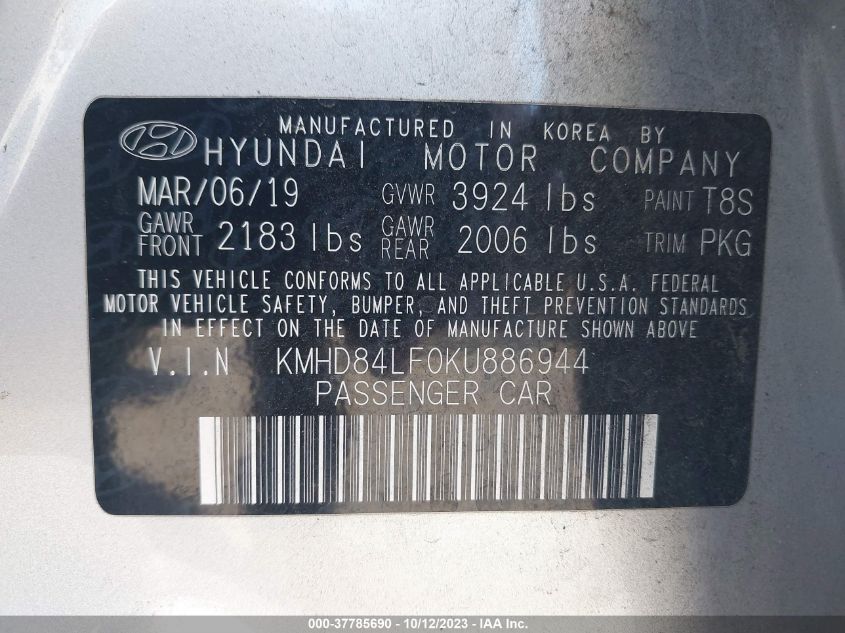 MANUFACTURED IN KOREA BY
HYUNDAI MOTOR COMPANY
MAR/06/19 GVWR 3924 lbs PAINT T8S
GAWR FRONT 2183 lbs GAWR REAR 2006 lbs TRIM PKG
THIS VEHICLE CONFORMS TO ALL APPLICABLE U.S.A. FEDERAL
MOTOR VEHICLE SAFETY, BUMPER, AND THEFT PREVENTION STANDARDS
IN EFFECT ON THE DATE OF MANUFACTURE SHOWN ABOVE
V.I.N KMHD84LF0KU886944
PASSENGER CAR
000-37785690 - 10/12/2023 - IAA Inc.